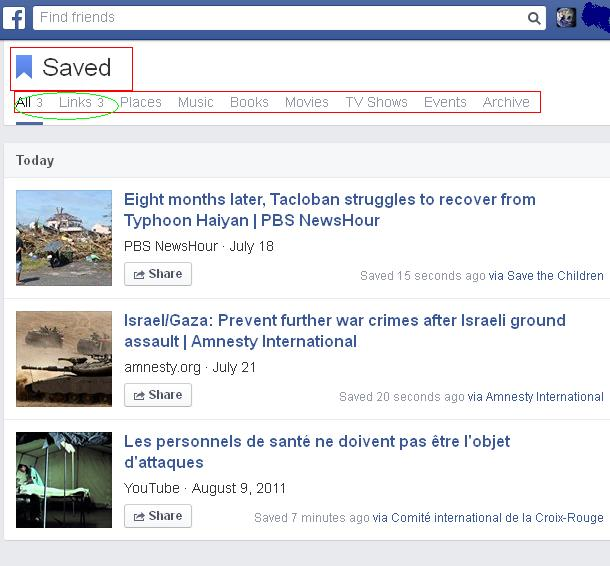 f Find friends
Saved
All 3 Links 3 Places Music Books Movies TV Shows Events Archive
Today
Eight months later, Tacloban struggles to recover from
Typhoon Haiyan | PBS NewsHour
PBS NewsHour · July 18
Share Saved 15 seconds ago via Save the Children
Israel/Gaza: Prevent further war crimes after Israeli ground
assault | Amnesty International
amnesty.org · July 21
Share Saved 20 seconds ago via Amnesty International
Les personnels de santé ne doivent pas être l'objet
d'attaques
YouTube · August 9, 2011
Share Saved 7 minutes ago via Comité international de la Croix-Rouge